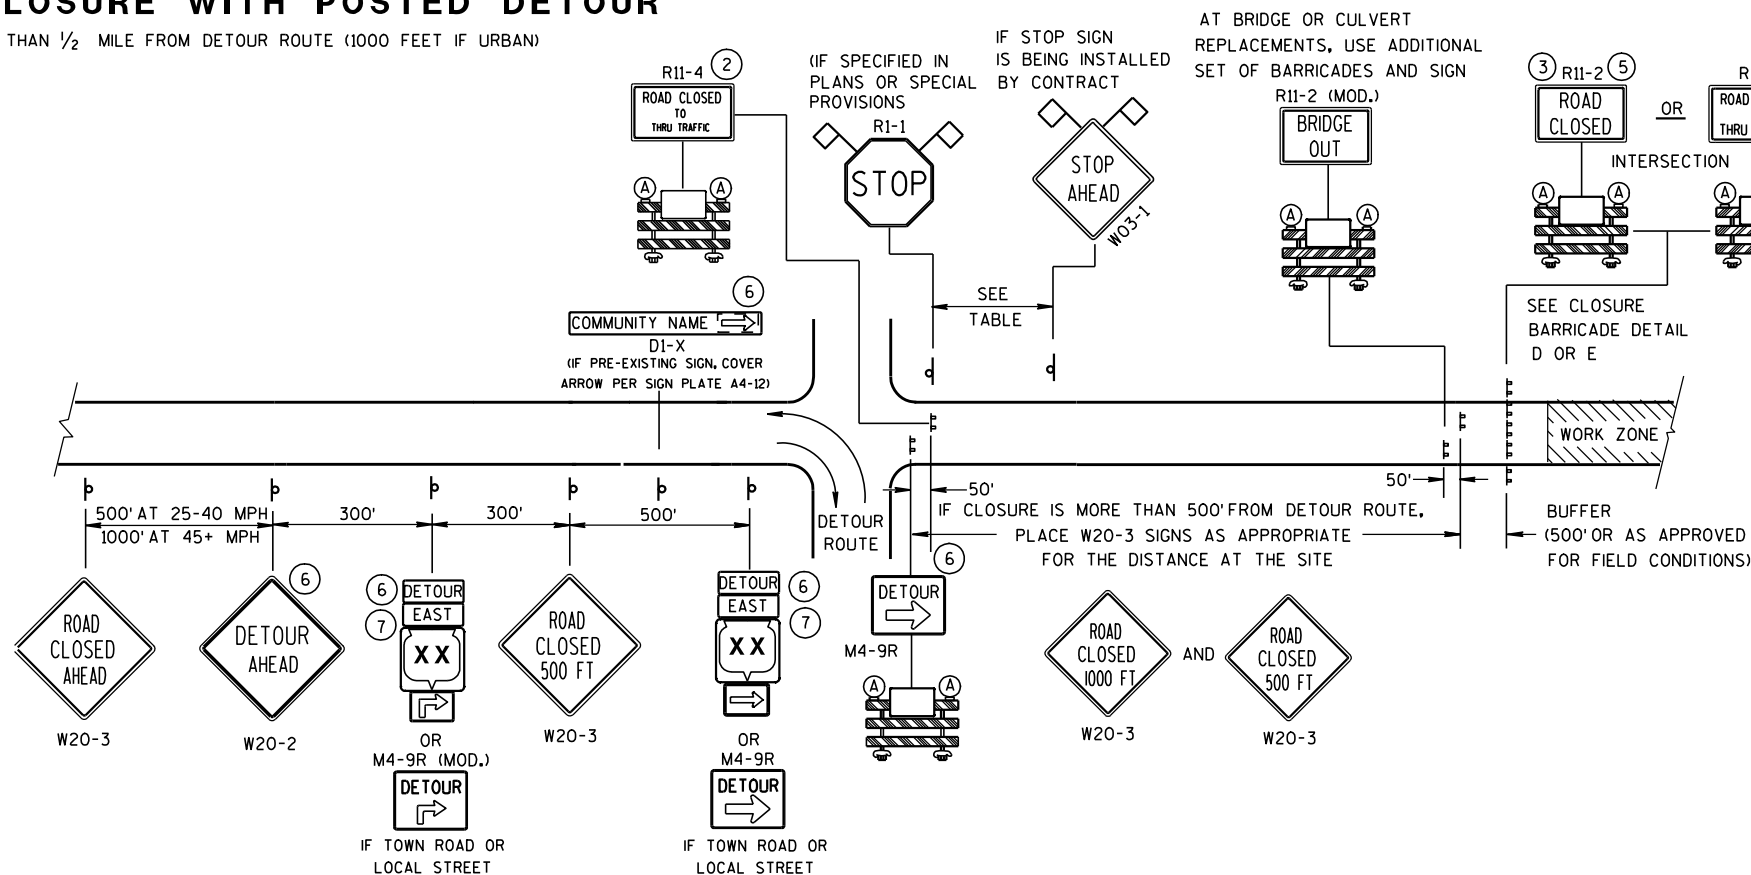 LOSURE WITH POSTED DETOUR
THAN 1/2 MILE FROM DETOUR ROUTE (1000 FEET IF URBAN)
R11-4 2
ROAD CLOSED
TO
THRU TRAFFIC
A A
(IF SPECIFIED IN
PLANS OR SPECIAL
PROVISIONS
R1-1
STOP
IF STOP SIGN
IS BEING INSTALLED
BY CONTRACT
STOP
AHEAD
WO3-1
AT BRIDGE OR CULVERT
REPLACEMENTS, USE ADDITIONAL
SET OF BARRICADES AND SIGN
R11-2 (MOD.)
BRIDGE
OUT
A A
3 R11-2 5
ROAD
CLOSED
OR
R
ROAD
THRU
INTERSECTION
A A
A
SEE CLOSURE
BARRICADE DETAIL
D OR E
SEE
TABLE
6
COMMUNITY NAME
D1-X
(IF PRE-EXISTING SIGN, COVER
ARROW PER SIGN PLATE A4-12)
WORK ZONE
50'
50'
500' AT 25-40 MPH
1000' AT 45+ MPH
300'
300'
500'
DETOUR
ROUTE
IF CLOSURE IS MORE THAN 500' FROM DETOUR ROUTE,
PLACE W20-3 SIGNS AS APPROPRIATE
FOR THE DISTANCE AT THE SITE
BUFFER
(500' OR AS APPROVED
FOR FIELD CONDITIONS)
ROAD
CLOSED
AHEAD
W20-3
6
DETOUR
AHEAD
W20-2
6
7
DETOUR
EAST
XX
OR
M4-9R (MOD.)
DETOUR
IF TOWN ROAD OR
LOCAL STREET
ROAD
CLOSED
500 FT
W20-3
DETOUR
EAST
XX
6
7
OR
M4-9R
DETOUR
IF TOWN ROAD OR
LOCAL STREET
6
DETOUR
M4-9R
A A
ROAD
CLOSED
1000 FT
W20-3
AND
ROAD
CLOSED
500 FT
W20-3